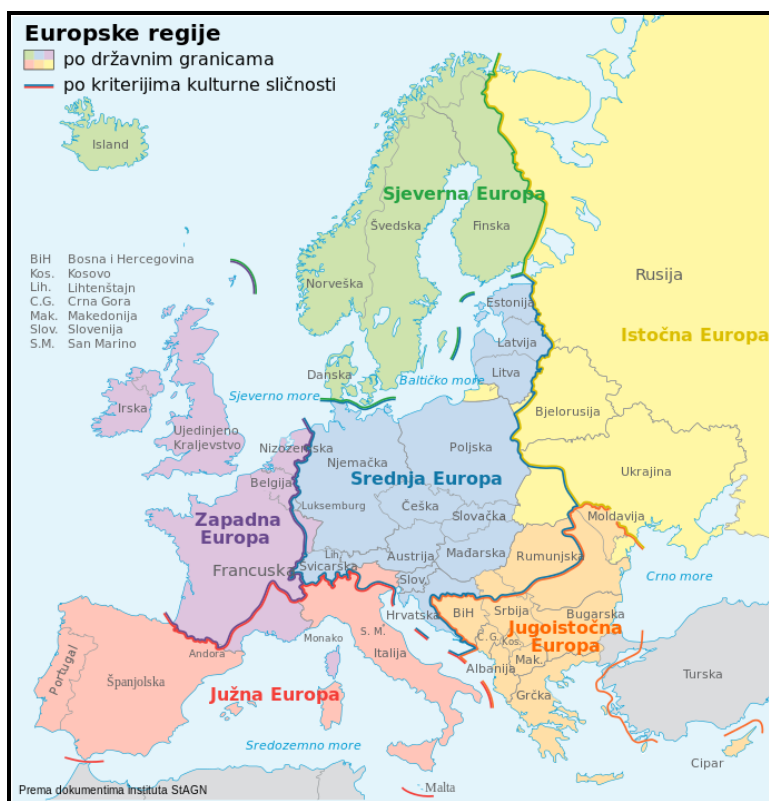 Europske regije
po državnim granicama
po kriterijima kulturne sličnosti
Island
Sjeverna Europa
Švedska
Finska
BiH Bosna i Hercegovina
Kos. Kosovo
Lih. Lihtenštajn
C.G. Crna Gora
Mak. Makedonija
Slov. Slovenija
S.M. San Marino
Norveška
Rusija
Estonija
Istočna Europa
Latvija
Litva
Danska
Baltičko more
Sjeverno more
Irska
Bjelorusija
Ujedinjeno
Kraljevstvo
Nizozemska
Njemačka
Poljska
Belgija
Srednja Europa
Ukrajina
Luksemburg
Češka
Slovačka
Moldavija
Zapadna
Europa
Austrija
Mađarska
Rumunjska
Lih.
Švicarska
Francuska
Slov.
Crno more
Hrvatska
BiH
Srbija
Bugarska
S. M.
Monako
Andora
Italija
C.G.
Kos.
Jugoistočna
Europa
Portugal
Španjolska
Albanija
Mak.
Turska
Južna Europa
Grčka
Sredozemno more
Cipar
Malta
Prema dokumentima Instituta StAGN